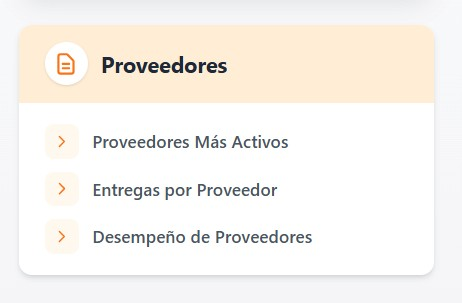 Proveedores
Proveedores Más Activos
Entregas por Proveedor
Desempeño de Proveedores